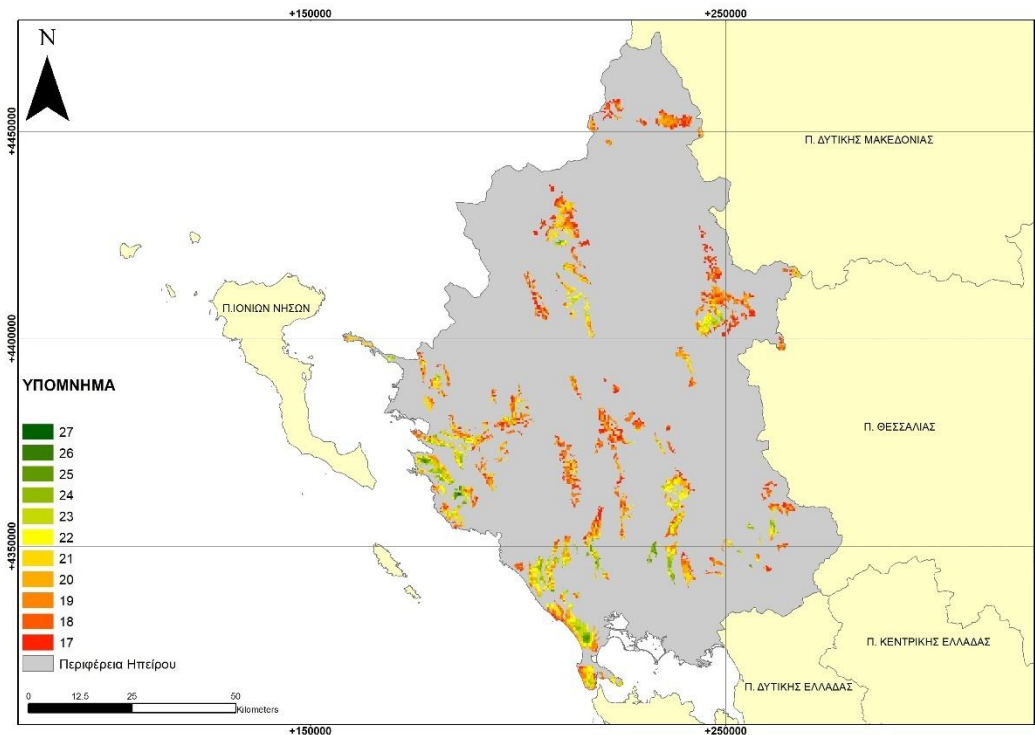 +150000
+250000
N
+4450000
Π. ΔΥΤΙΚΗΣ ΜΑΚΕΔΟΝΙΑΣ
Π.ΙΟΝΙΩΝ ΝΗΣΩΝ
+4400000
ΥΠΟΜΝΗΜΑ
27
26
25
24
23
22
21
20
19
18
17
Περιφέρεια Ηπείρου
0 12.5 25 50
Kilometers
Π. ΘΕΣΣΑΛΙΑΣ
+4350000
Π. ΚΕΝΤΡΙΚΗΣ ΕΛΛΑΔΑΣ
Π. ΔΥΤΙΚΗΣ ΕΛΛΑΔΑΣ
+150000
+250000